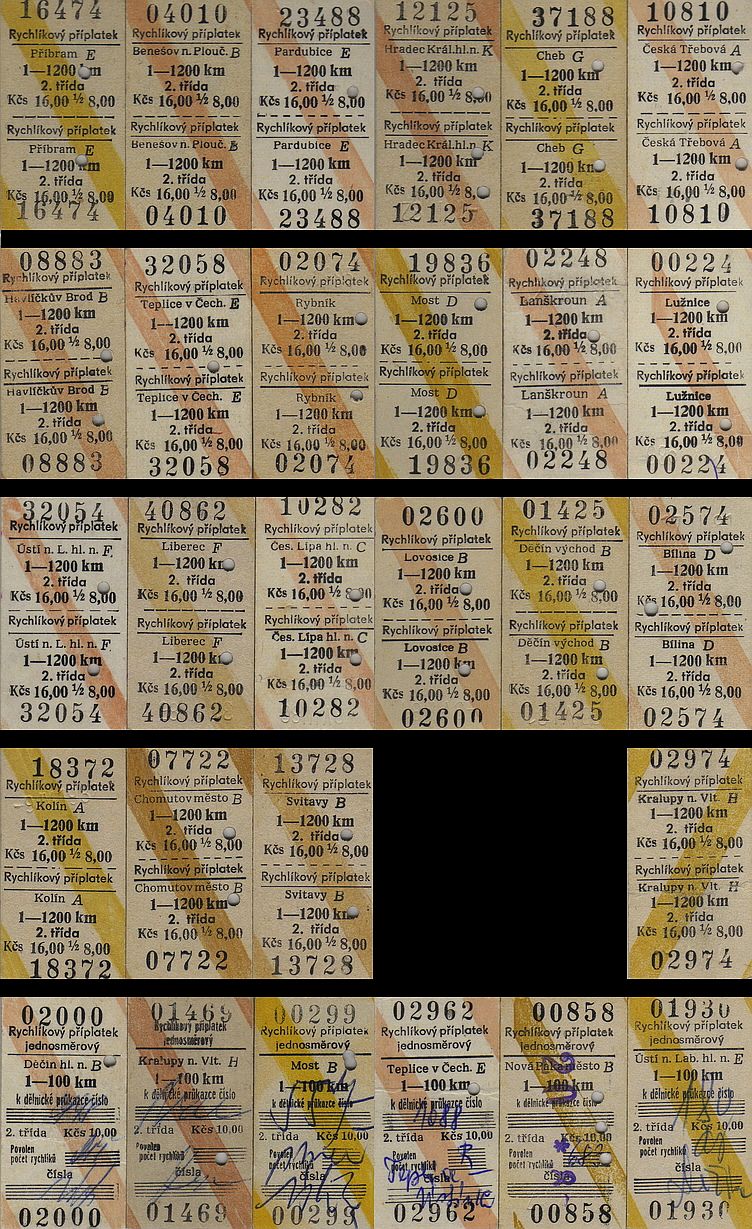 16474
Rychlíkový příplatek
Příbram E
1—1200 km
2. třída
Kčs 16,00 ½ 8,00
Rychlíkový příplatek
Příbram E
1—1200 km
2. třída
Kčs 16,00 ½ 8,00
16474
04010
Rychlíkový příplatek
Benešov n. Plouč. B
1—1200 km
2. třída
Kčs 16,00 ½ 8,00
Rychlíkový příplatek
Benešov n. Plouč. B
1—1200 km
2. třída
Kčs 16,00 ½ 8,00
04010
23488
Rychlíkový příplatek
Pardubice E
1—1200 km
2. třída
Kčs 16,00 ½ 8,00
Rychlíkový příplatek
Pardubice E
1—1200 km
2. třída
Kčs 16,00 ½ 8,00
23488
12125
Rychlíkový příplatek
Hradec Král.hl.n. K
1—1200 km
2. třída
Kčs 16,00 ½ 8,00
Rychlíkový příplatek
Hradec Král.hl.n. K
1—1200 km
2. třída
Kčs 16,00 ½ 8,
12125
37188
Rychlíkový příplatek
Cheb G
1—1200 km
2. třída
Kčs 16,00 ½ 8,00
Rychlíkový příplatek
Cheb G
1—1200 km
2. třída
Kčs 16,00 ½ 8,00
37188
10810
Rychlíkový příplatek
Česká Třebová A
1—1200 km
2. třída
Kčs 16,00 ½ 8,00
Rychlíkový příplatek
Česká Třebová A
1—1200 km
2. třída
Kčs 16,00 ½ 8,00
10810
08883
Rychlíkový příplatek
Havlíčkův Brod B
1—1200 km
2. třída
Kčs 16,00 ½ 8,00
Rychlíkový příplatek
Havlíčkův Brod B
1—1200 km
2. třída
Kčs 16,00 ½ 8,00
08883
32058
Rychlíkový příplatek
Teplice v Čech. E
1—1200 km
2. třída
Kčs 16,00 ½ 8,00
Rychlíkový příplatek
Teplice v Čech. E
1—1200 km
2. třída
Kčs 16,00 ½ 8,00
32058
02074
Rychlíkový příplatek
Rybník
1—1200 km
2. třída
Kčs 16,00 ½ 8,00
Rychlíkový příplatek
Rybník
1—1200 km
2. třída
Kčs 16,00 ½ 8,00
02074
19836
Rychlíkový příplatek
Most D
1—1200 km
2. třída
Kčs 16,00 ½ 8,00
Rychlíkový příplatek
Most D
1—1200 km
2. třída
Kčs 16,00 ½ 8,00
19836
02248
Rychlíkový příplatek
Lanškroun A
1—1200 km
2. třída
Kčs 16,00 ½ 8,00
Rychlíkový příplatek
Lanškroun A
1—1200 km
2. třída
Kčs 16,00 ½ 8,00
02248
00224
Rychlíkový příplatek
Lužnice
1—1200 km
2. třída
Kčs 16,00 ½ 8,00
Rychlíkový příplatek
Lužnice
1—1200 km
2. třída
Kčs 16,00 ½ 8,00
00224
32054
Rychlíkový příplatek
Ústí n. L. hl. n. F
1—1200 km
2. třída
Kčs 16,00 ½ 8,00
Rychlíkový příplatek
Ústí n. L. hl. n. F
1—1200 km
2. třída
Kčs 16,00 ½ 8,00
32054
40862
Rychlíkový příplatek
Liberec F
1—1200 km
2. třída
Kčs 16,00 ½ 8,00
Rychlíkový příplatek
Liberec F
1—1200 km
2. třída
Kčs 16,00 ½ 8,00
40862
10282
Rychlíkový příplatek
Čes. Lípa hl. n. C
1—1200 km
2. třída
Kčs 16,00 ½ 8,00
Rychlíkový příplatek
Čes. Lípa hl. n. C
1—1200 km
2. třída
Kčs 16,00 ½ 8,00
10282
02600
Rychlíkový příplatek
Lovosice B
1—1200 km
2. třída
Kčs 16,00 ½ 8,00
Rychlíkový příplatek
Lovosice B
1—1200 km
2. třída
Kčs 16,00 ½ 8,00
02600
01425
Rychlíkový příplatek
Děčín východ B
1—1200 km
2. třída
Kčs 16,00 ½ 8,00
Rychlíkový příplatek
Děčín východ B
1—1200 km
2. třída
Kčs 16,00 ½ 8,00
01425
02574
Rychlíkový příplatek
Bílina D
1—1200 km
2. třída
Kčs 16,00 ½ 8,00
Rychlíkový příplatek
Bílina D
1—1200 km
2. třída
Kčs 16,00 ½ 8,00
02574
18372
Rychlíkový příplatek
Kolín A
1—1200 km
2. třída
Kčs 16,00 ½ 8,00
Rychlíkový příplatek
Kolín A
1—1200 km
2. třída
Kčs 16,00 ½ 8,00
18372
07722
Rychlíkový příplatek
Chomutov město B
1—1200 km
2. třída
Kčs 16,00 ½ 8,00
Rychlíkový příplatek
Chomutov město B
1—1200 km
2. třída
Kčs 16,00 ½ 8,00
07722
13728
Rychlíkový příplatek
Svitavy B
1—1200 km
2. třída
Kčs 16,00 ½ 8,00
Rychlíkový příplatek
Svitavy B
1—1200 km
2. třída
Kčs 16,00 ½ 8,00
13728
02974
Rychlíkový příplatek
Kralupy n. Vlt. H
1—1200 km
2. třída
Kčs 16,00 ½ 8,00
Rychlíkový příplatek
Kralupy n. Vlt. H
1—1200 km
2. třída
Kčs 16,00 ½ 8,00
02974
02000
Rychlíkový příplatek
jednosměrový
Děčín hl. n. B
1—100 km
k dělnické průkazce číslo
2. třída Kčs 10,00
Povolen
počet rychlíků
čísla
02000
01469
Rychlíkový příplatek
jednosměrový
Kralupy n. Vlt. H
1—100 km
k dělnické průkazce číslo
2. třída Kčs 10,00
Povolen
počet rychlíků
čísla
01469
00299
Rychlíkový příplatek
jednosměrový
Most B
1—100 km
k dělnické průkazce číslo
2. třída Kčs 10,00
Povolen
počet rychlíků
čísla
00299
02962
Rychlíkový příplatek
jednosměrový
Teplice v Čech. E
1—100 km
k dělnické průkazce číslo
1088
2. třída Kčs 10,00
Povolen
počet rychlíků
čísla
02962
00858
Rychlíkový příplatek
jednosměrový
Nová Paka město B
1—100 km
k dělnické průkazce číslo
2. třída Kčs 10,00
Povolen
počet rychlíků
čísla
00858
01930
Rychlíkový příplatek
jednosměrový
Ústí n. Lab. hl. n. E
1—100 km
k dělnické průkazce číslo
180
2. třída Kčs 10,00
Povolen
počet rychlíků
čísla
01930